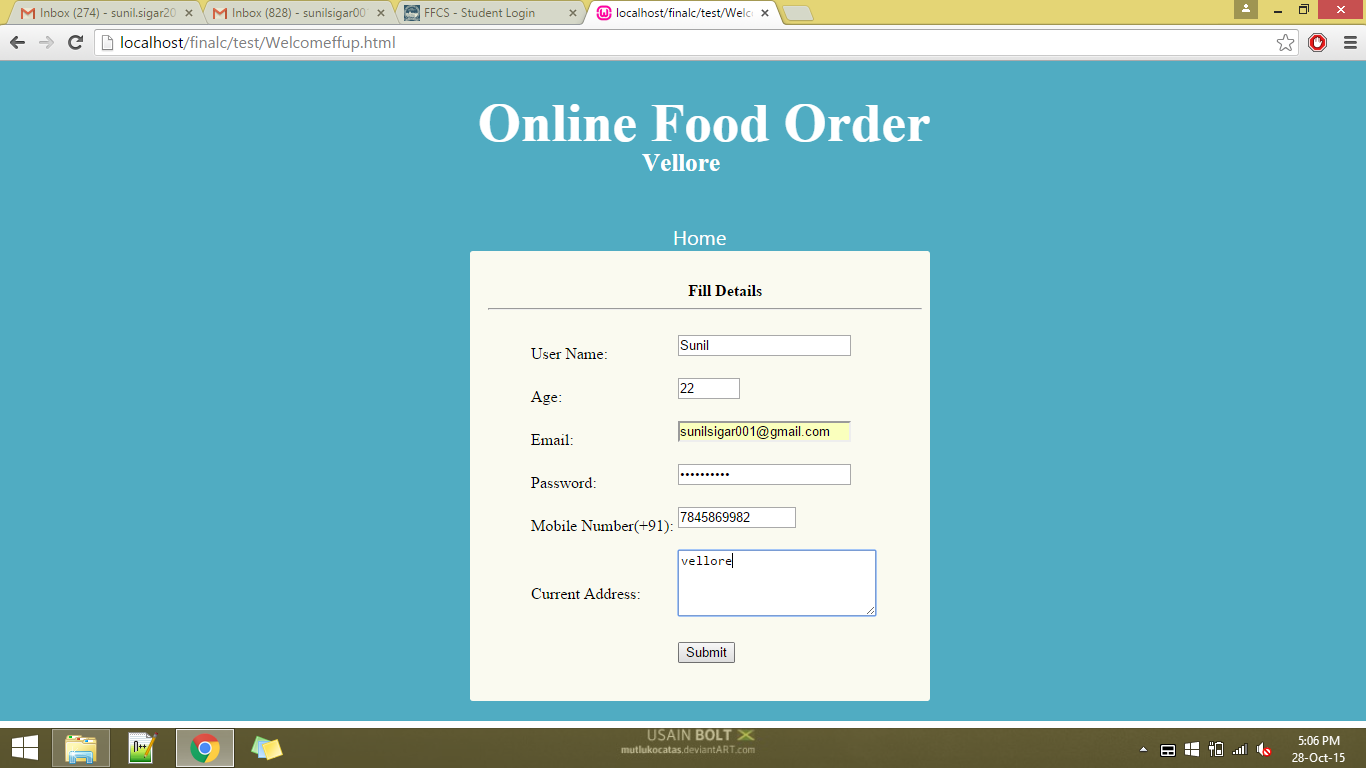 Inbox (274) - sunil.sigar20
Inbox (828) - sunilsigar00
FFCS - Student Login
localhost/finalc/test/Welc
localhost/finalc/test/Welcomeffup.html
Online Food Order
Vellore
Home
Fill Details
User Name: Sunil
Age: 22
Email: sunilsigar001@gmail.com
Password: ••••••••••
Mobile Number(+91): 7845869982
Current Address: vellore
Submit
USAIN BOLT
mutlukocatas.deviantART.com
5:06 PM
28-Oct-15